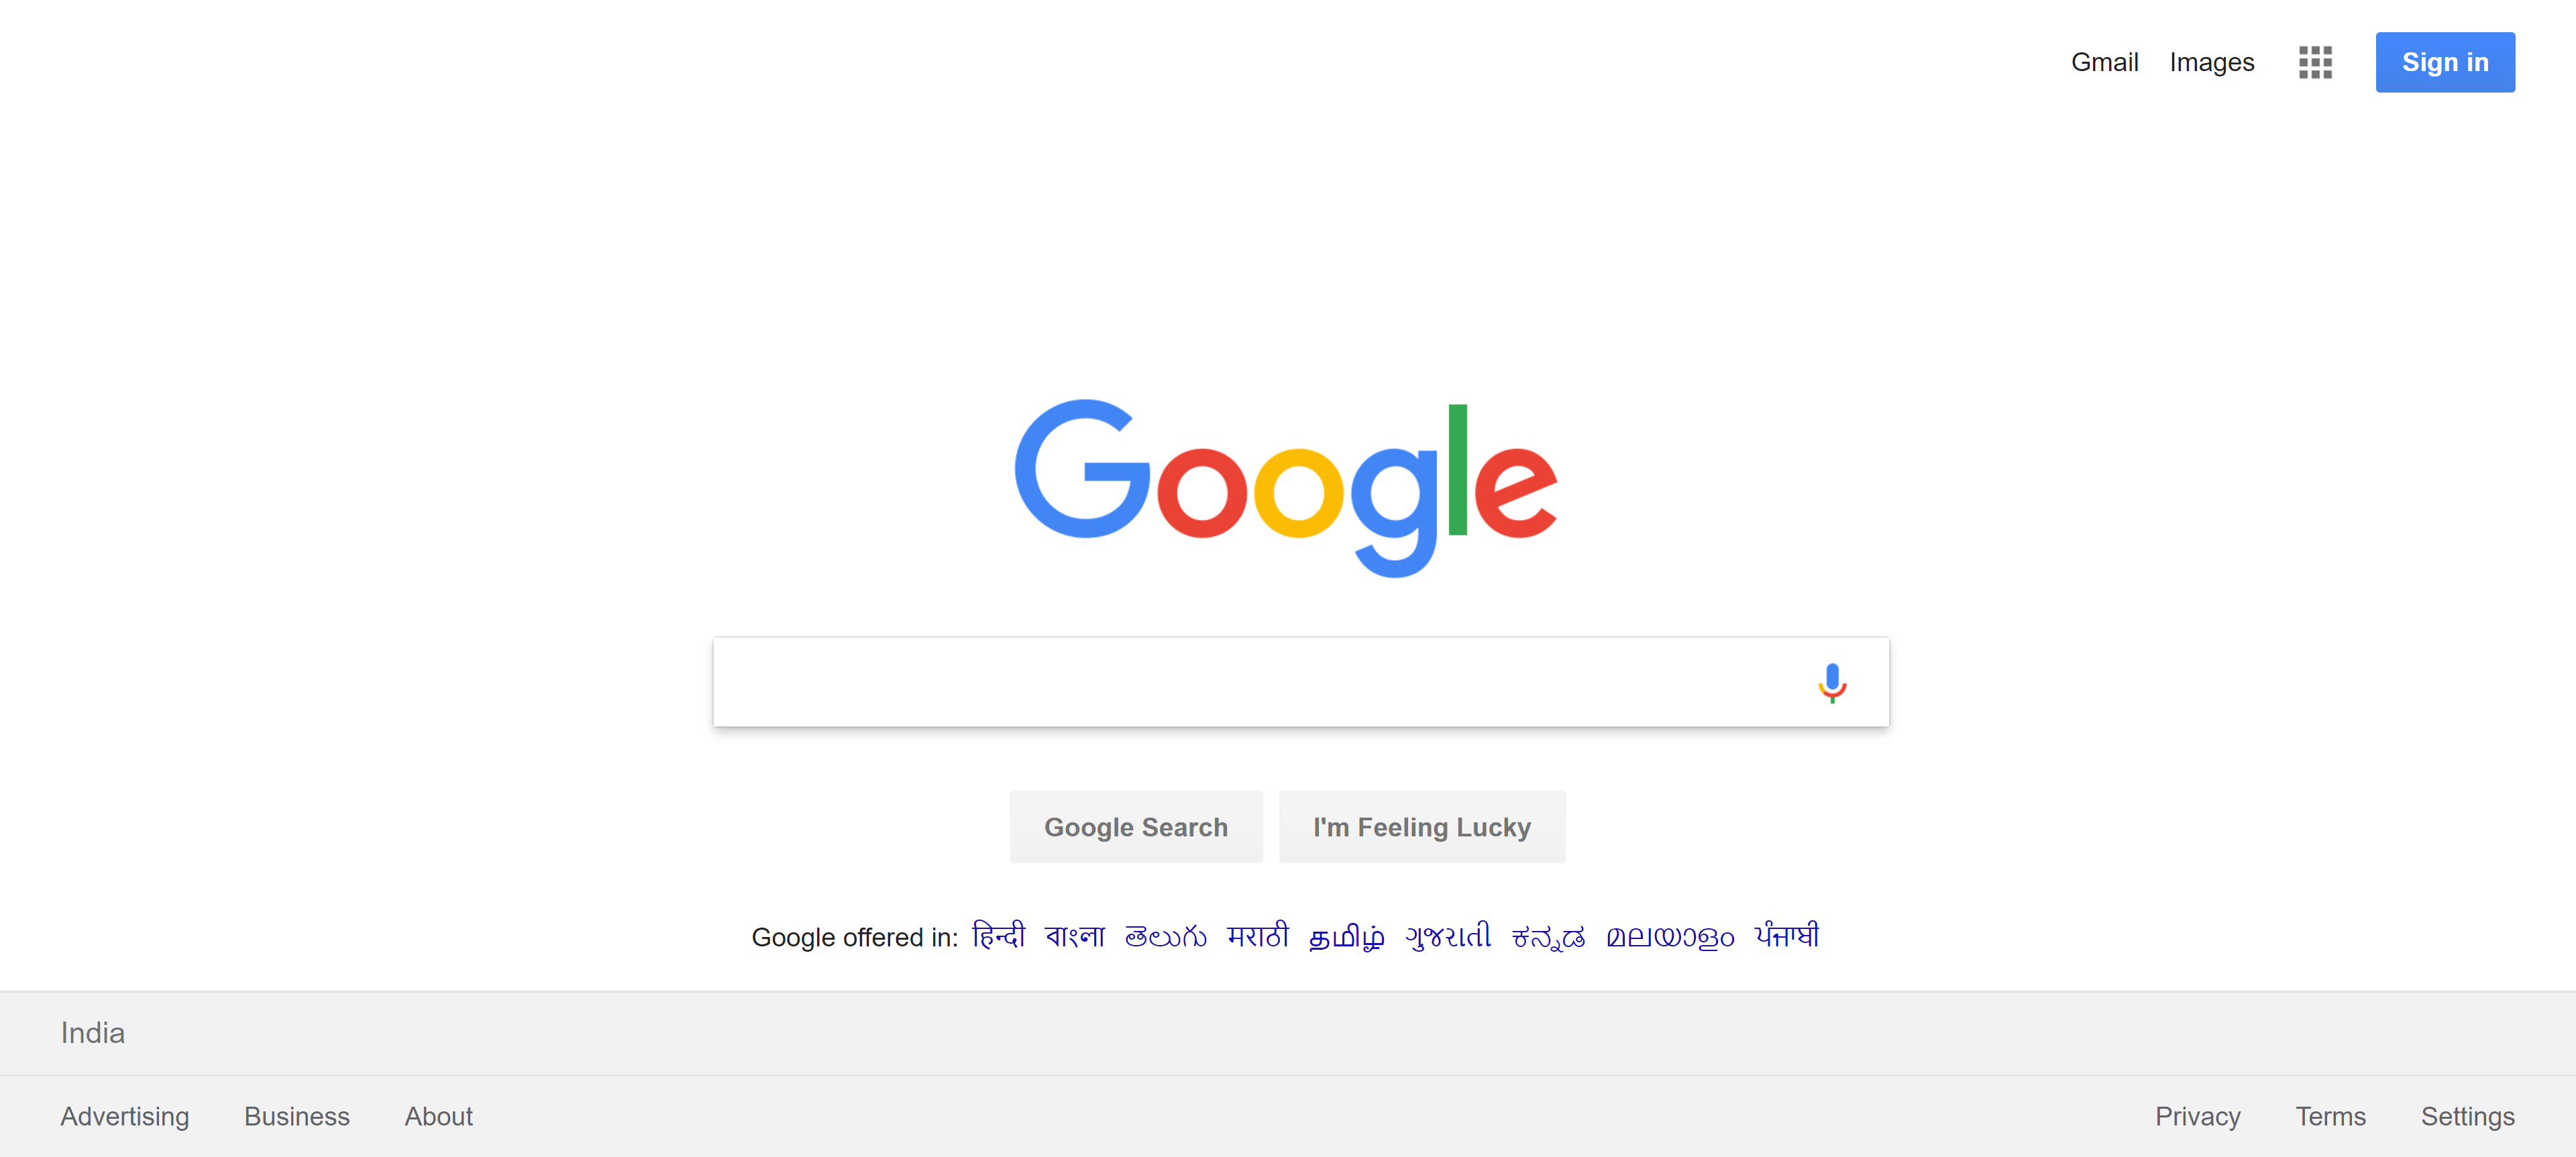 Gmail Images Sign in
Google
Google Search I'm Feeling Lucky
Google offered in: हिन्दी বাংলা తెలుగు मराठी தமிழ் ગુજરાતી ಕನ್ನಡ മലയാളം ਪੰਜਾਬੀ
India
Advertising Business About Privacy Terms Settings